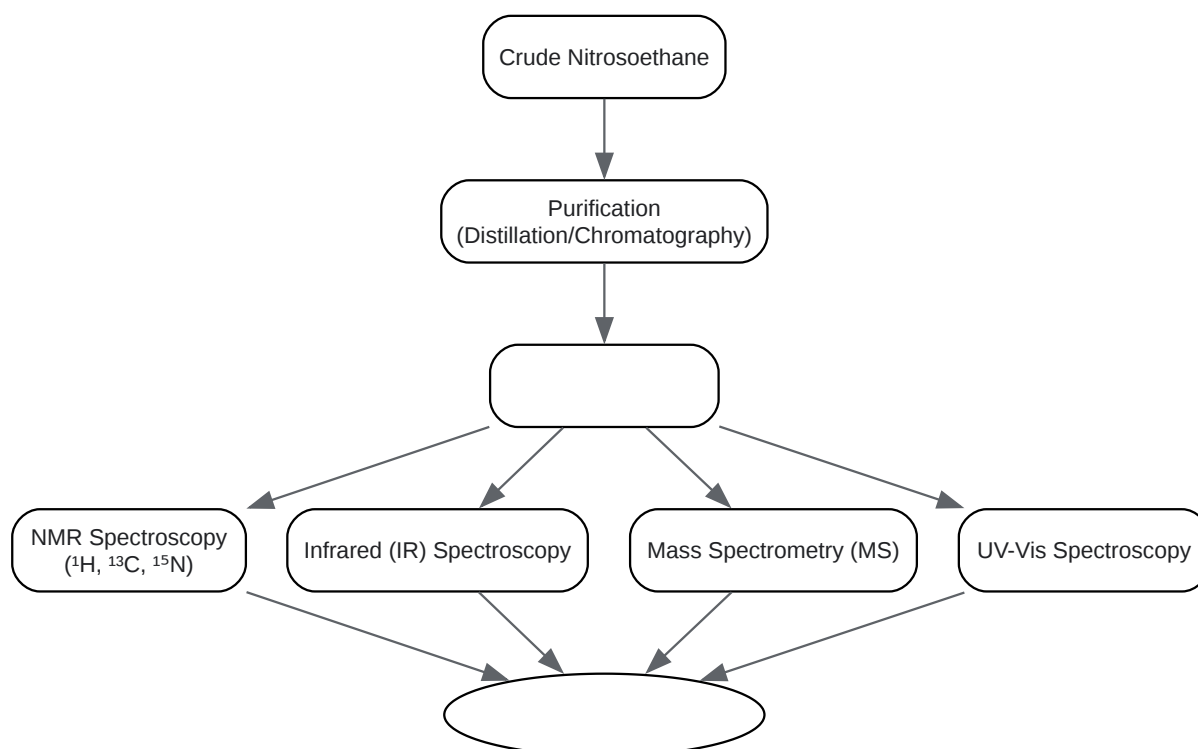 Crude Nitrosoethane
Purification
(Distillation/Chromatography)
NMR Spectroscopy
(¹H, ¹³C, ¹⁵N)
Infrared (IR) Spectroscopy
Mass Spectrometry (MS)
UV-Vis Spectroscopy